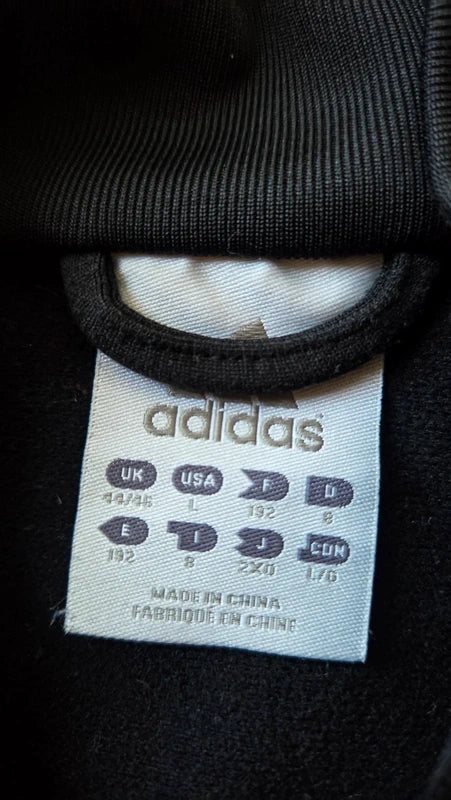 adidas
UK USA F D
44/46 L 192 8
E I J CDN
192 8 2XO L/G
MADE IN CHINA
FABRIQUÉ EN CHINE